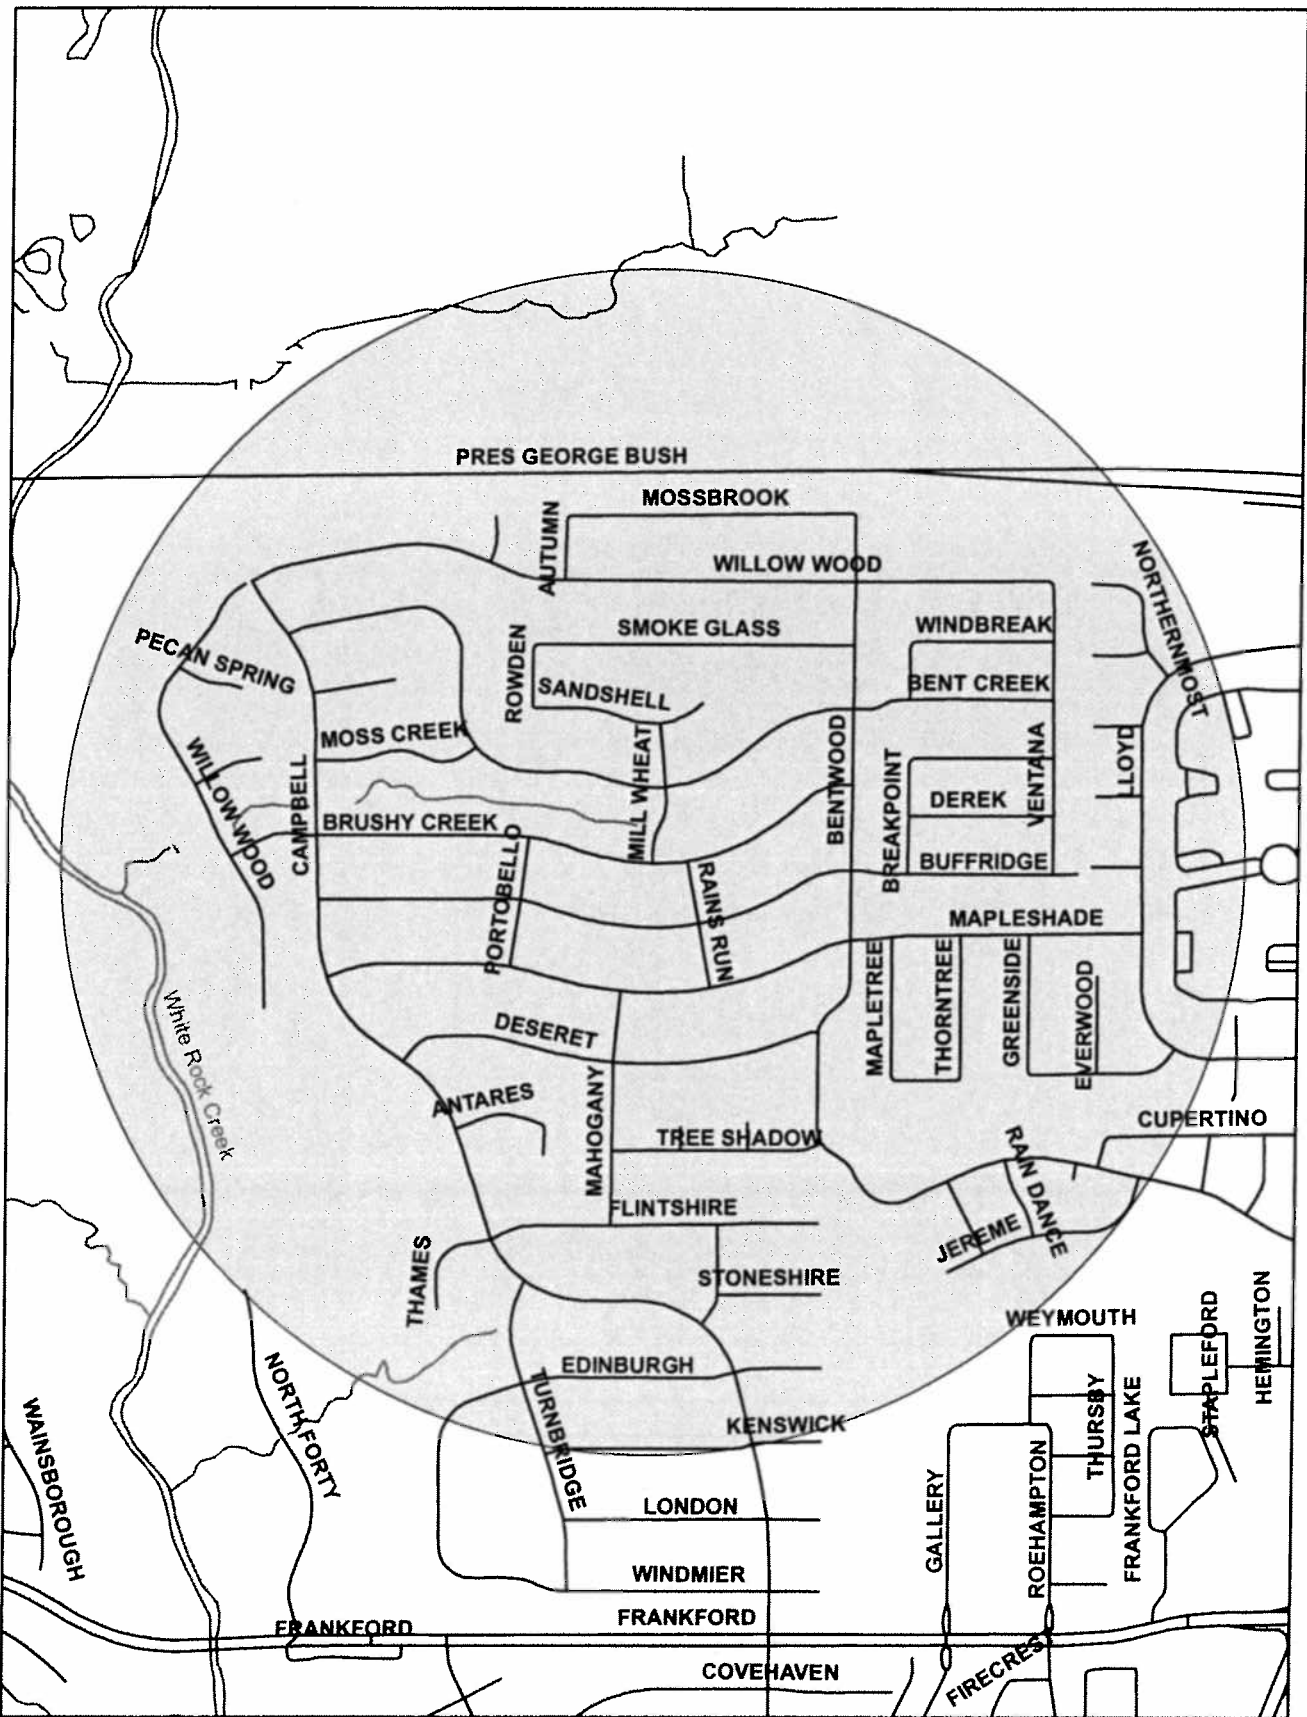 PRES GEORGE BUSH
MOSSBROOK
AUTUMN
WILLOW WOOD
NORTHERNMOST
SMOKE GLASS
WINDBREAK
PECAN SPRING
ROWDEN
SANDSHELL
BENT CREEK
MOSS CREEK
WILLOW WOOD
CAMPBELL
MILL WHEAT
BENTWOOD
BREAKPOINT
VENTANA
LLOYD
DEREK
BRUSHY CREEK
PORTOBELLO
RAINS RUN
BUFFRIDGE
MAPLESHADE
MAPLETREE
THORNTREE
GREENSIDE
EVERWOOD
White Rock Creek
DESERET
ANTARES
MAHOGANY
TREE SHADOW
CUPERTINO
RAIN DANCE
FLINTSHIRE
JEREME
THAMES
STONESHIRE
WEYMOUTH
STAPLEFORD
HEMINGTON
EDINBURGH
NORTH FORTY
TURNBRIDGE
THURSBY
FRANKFORD LAKE
KENSWICK
WAINSBOROUGH
GALLERY
ROEHAMPTON
LONDON
WINDMIER
FRANKFORD
FRANKFORD
COVEHAVEN
FIRECREST